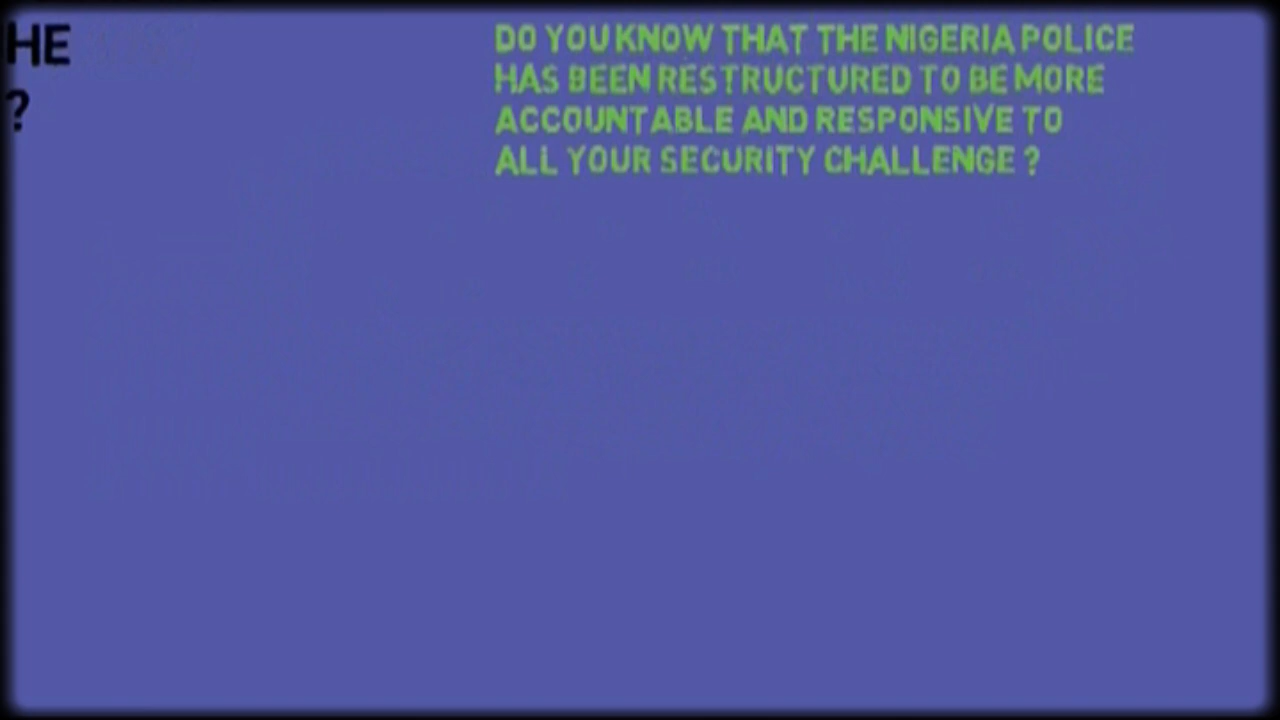 HE
?
DO YOU KNOW THAT THE NIGERIA POLICE
HAS BEEN RESTRUCTURED TO BE MORE
ACCOUNTABLE AND RESPONSIVE TO
ALL YOUR SECURITY CHALLENGE ?